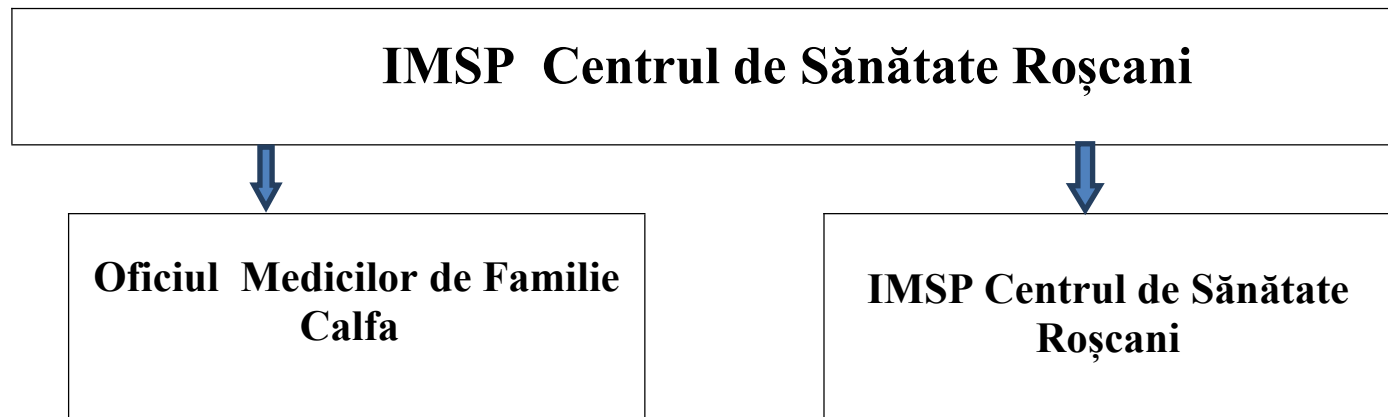 IMSP Centrul de Sănătate Roșcani
Oficiul Medicilor de Familie
Calfa
IMSP Centrul de Sănătate
Roșcani